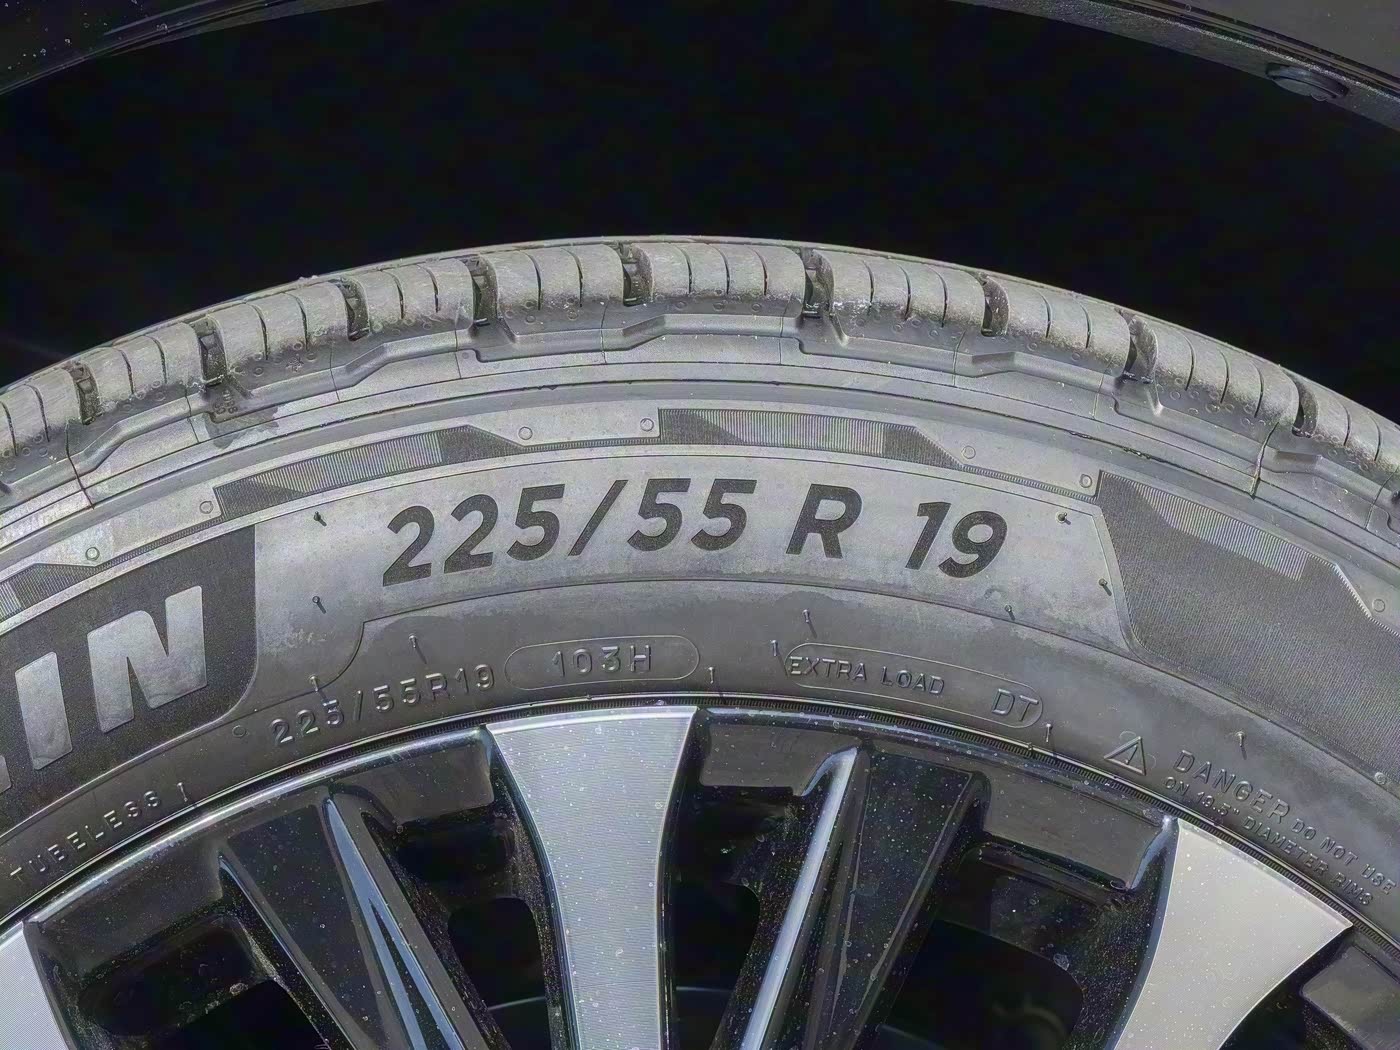 225/55 R 19
IN
225/55R19 103H EXTRA LOAD DT
TUBELESS
DANGER DO NOT USE
ON 19.5" DIAMETER RIMS